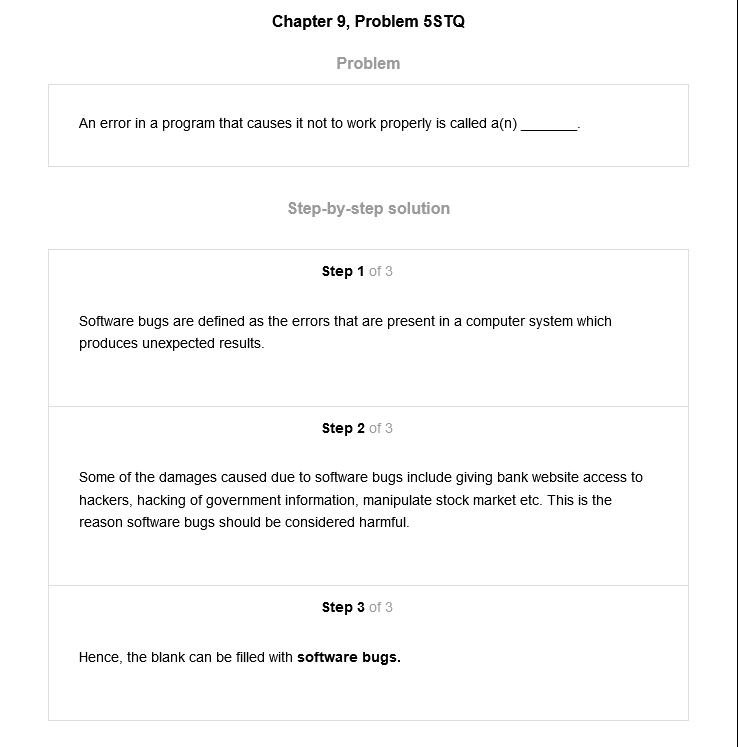 Chapter 9, Problem 5STQ
Problem
An error in a program that causes it not to work properly is called a(n) _______.
Step-by-step solution
Step 1 of 3
Software bugs are defined as the errors that are present in a computer system which
produces unexpected results.
Step 2 of 3
Some of the damages caused due to software bugs include giving bank website access to
hackers, hacking of government information, manipulate stock market etc. This is the
reason software bugs should be considered harmful.
Step 3 of 3
Hence, the blank can be filled with software bugs.